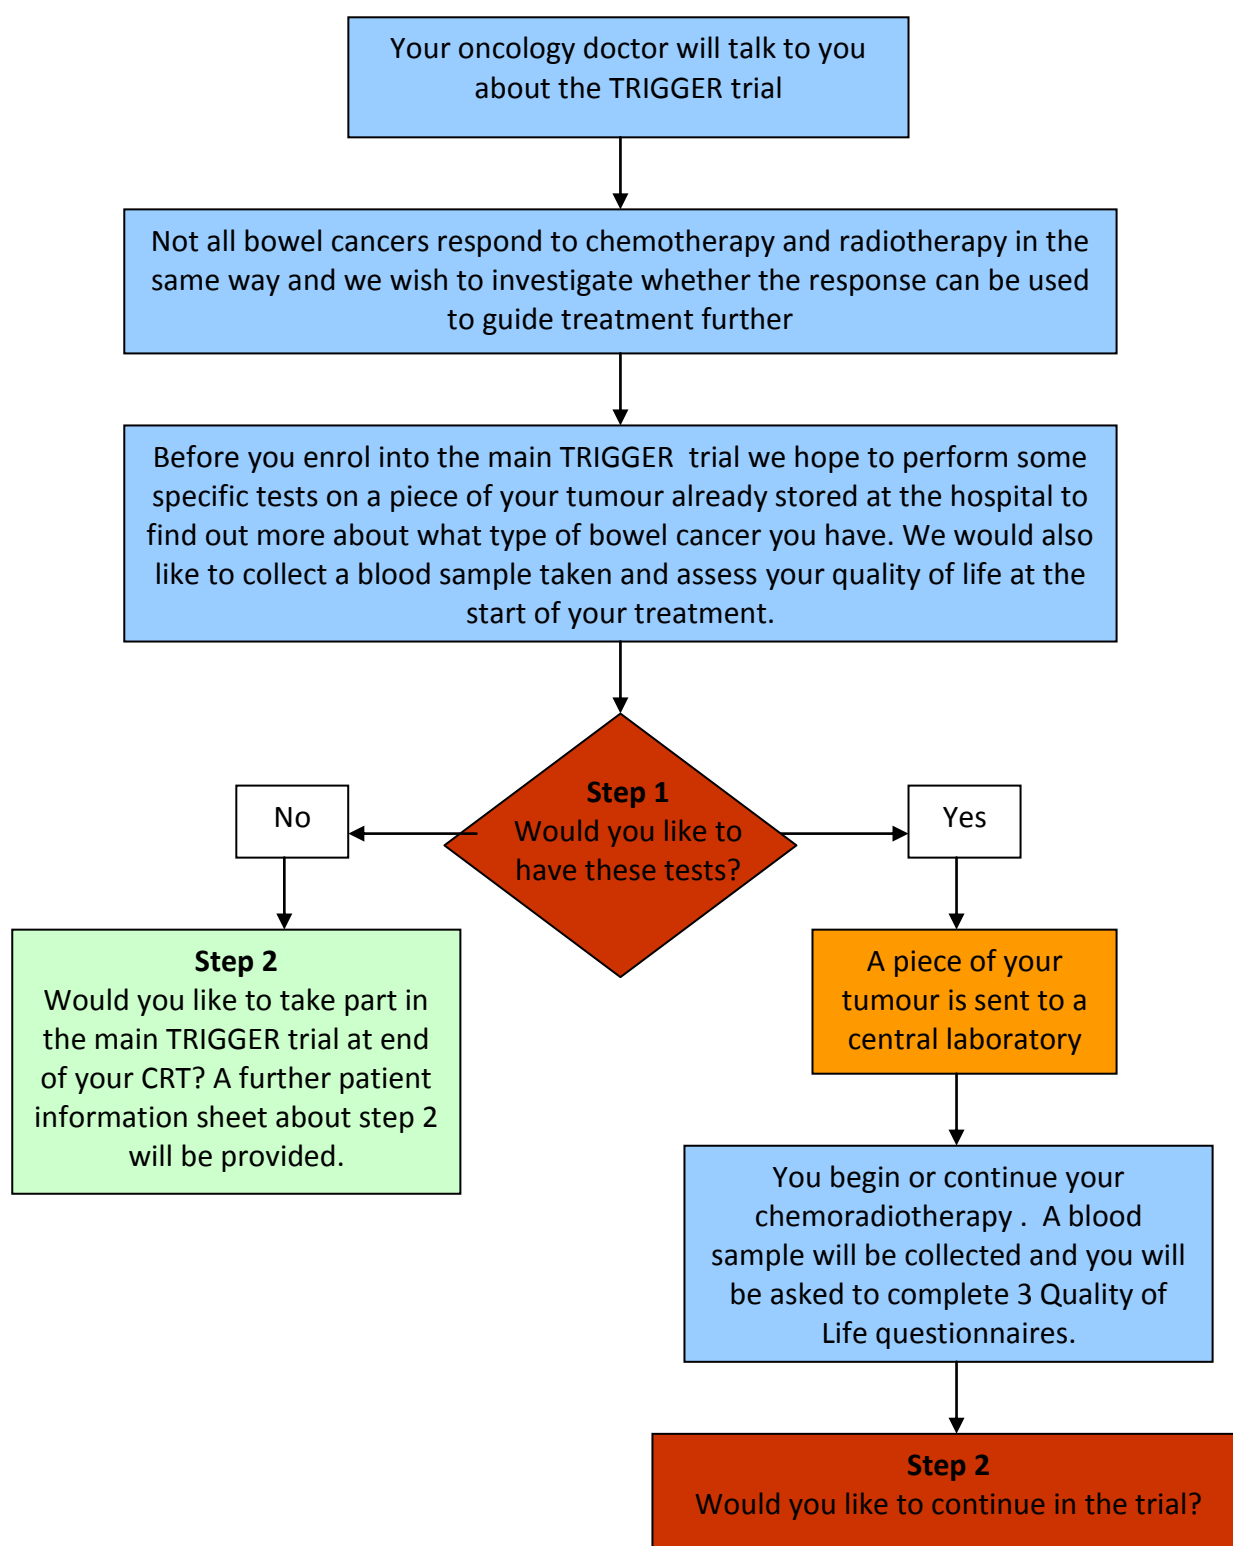 Your oncology doctor will talk to you
about the TRIGGER trial
Not all bowel cancers respond to chemotherapy and radiotherapy in the
same way and we wish to investigate whether the response can be used
to guide treatment further
Before you enrol into the main TRIGGER  trial we hope to perform some
specific tests on a piece of your tumour already stored at the hospital to
find out more about what type of bowel cancer you have. We would also
like to collect a blood sample taken and assess your quality of life at the
start of your treatment.
Step 1
Would you like to
have these tests?
No
Yes
Step 2
Would you like to take part in
the main TRIGGER trial at end
of your CRT? A further patient
information sheet about step 2
will be provided.
A piece of your
tumour is sent to a
central laboratory
You begin or continue your
chemoradiotherapy .  A blood
sample will be collected and you will
be asked to complete 3 Quality of
Life questionnaires.
Step 2
Would you like to continue in the trial?